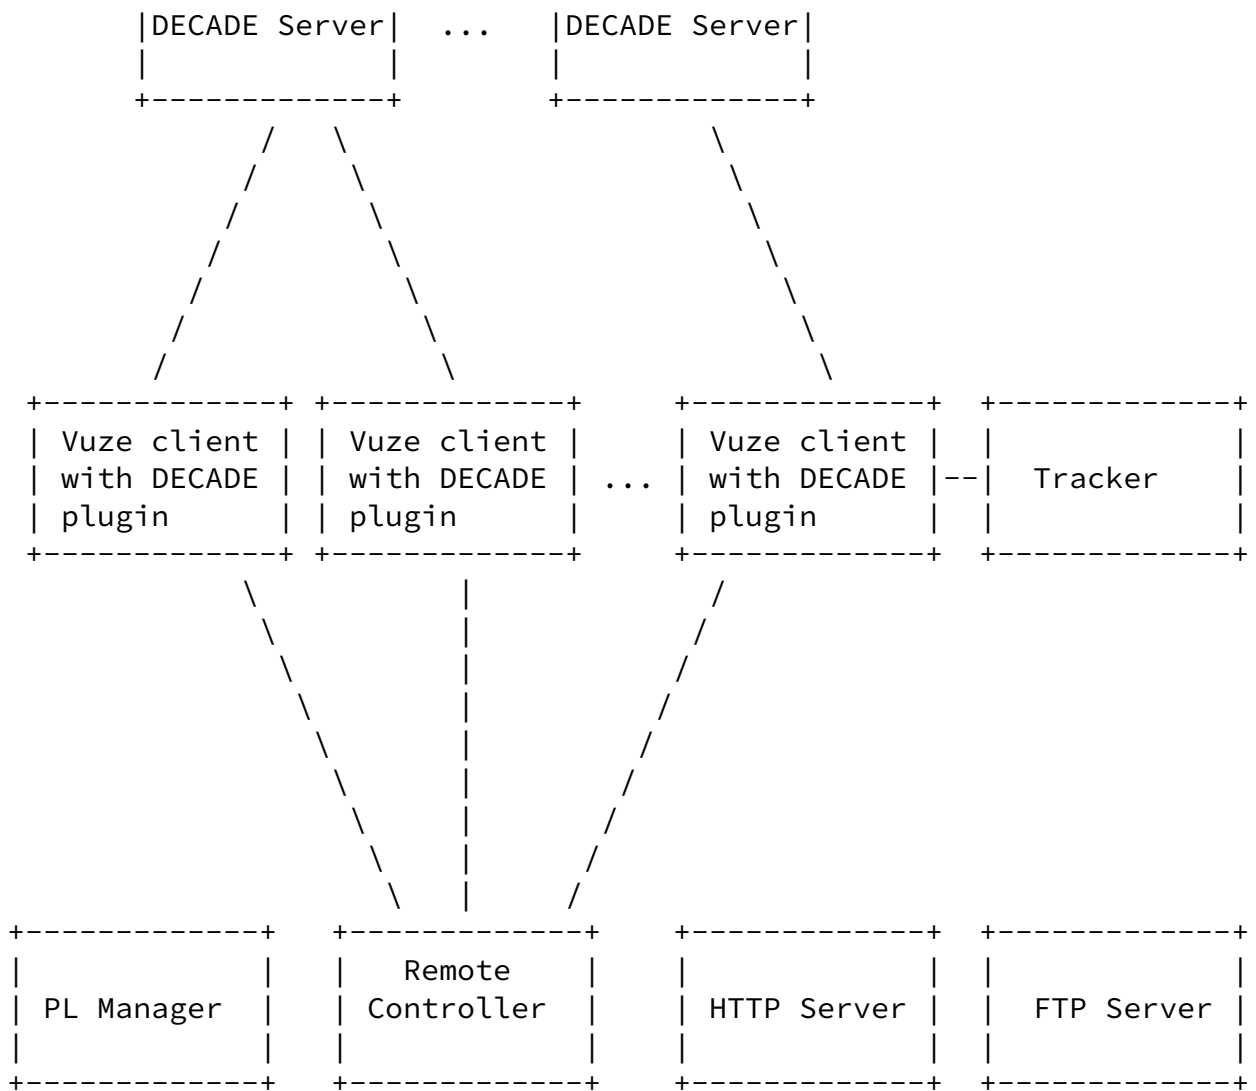 DECADE Server ... DECADE Server
Vuze client Vuze client Vuze client
with DECADE with DECADE ... with DECADE -- Tracker
plugin plugin plugin
Remote
PL Manager Controller HTTP Server FTP Server